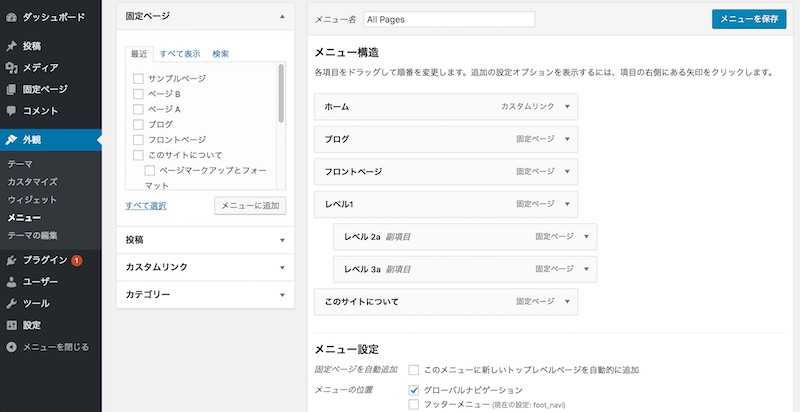 ダッシュボード
投稿
メディア
固定ページ
コメント
外観
テーマ
カスタマイズ
ウィジェット
メニュー
テーマの編集
プラグイン 1
ユーザー
ツール
設定
メニューを閉じる
固定ページ
最近 すべて表示 検索
サンプルページ
ページ B
ページ A
ブログ
フロントページ
このサイトについて
ページマークアップとフォー
マット
すべて選択 メニューに追加
投稿
カスタムリンク
カテゴリー
メニュー名 All Pages メニューを保存
メニュー構造
各項目をドラッグして順番を変更します。追加の設定オプションを表示するには、項目の右側にある矢印をクリックします。
ホーム カスタムリンク
ブログ 固定ページ
フロントページ 固定ページ
レベル1 固定ページ
レベル 2a 副項目 固定ページ
レベル 3a 副項目 固定ページ
このサイトについて 固定ページ
メニュー設定
固定ページを自動追加 このメニューに新しいトップレベルページを自動的に追加
メニューの位置 グローバルナビゲーション
フッターメニュー (現在の設定: foot_navi)